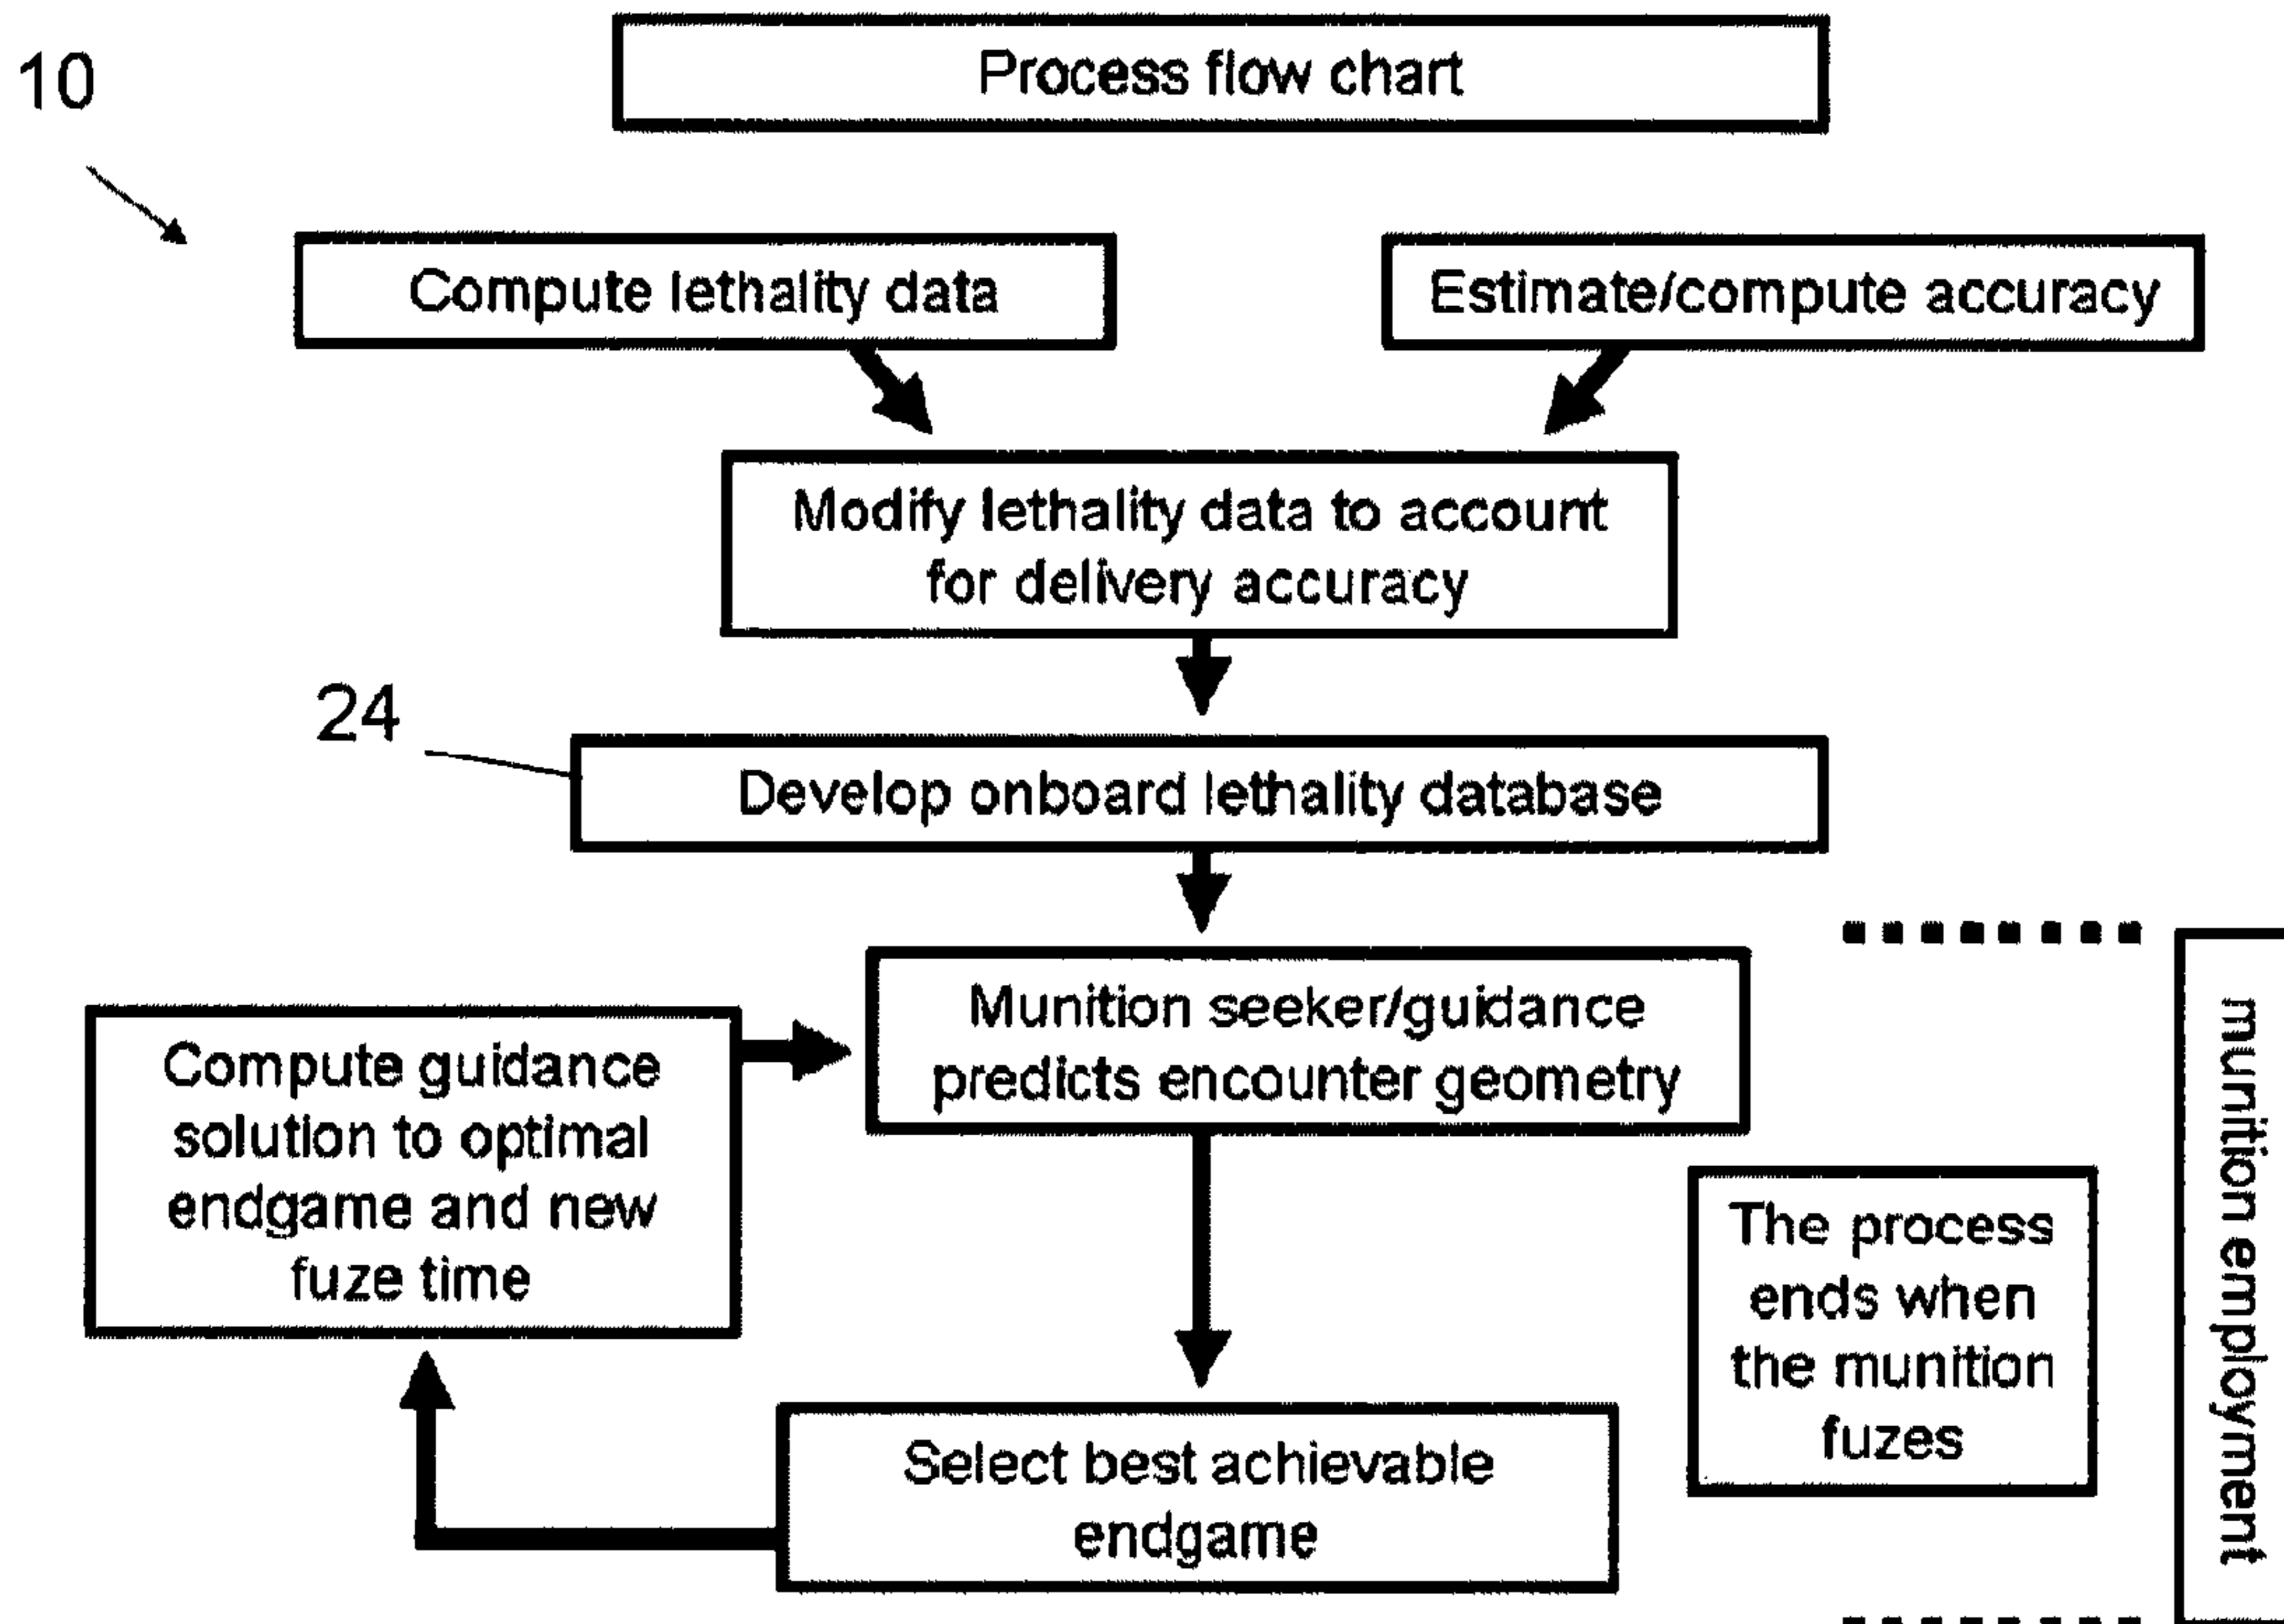 Process flow chart
10
Compute lethality data
Estimate/compute accuracy
Modify lethality data to account
for delivery accuracy
24
Develop onboard lethality database
Munition seeker/guidance
predicts encounter geometry
Compute guidance
solution to optimal
endgame and new
fuze time
Select best achievable
endgame
The process
ends when
the munition
fuzes
munition employment